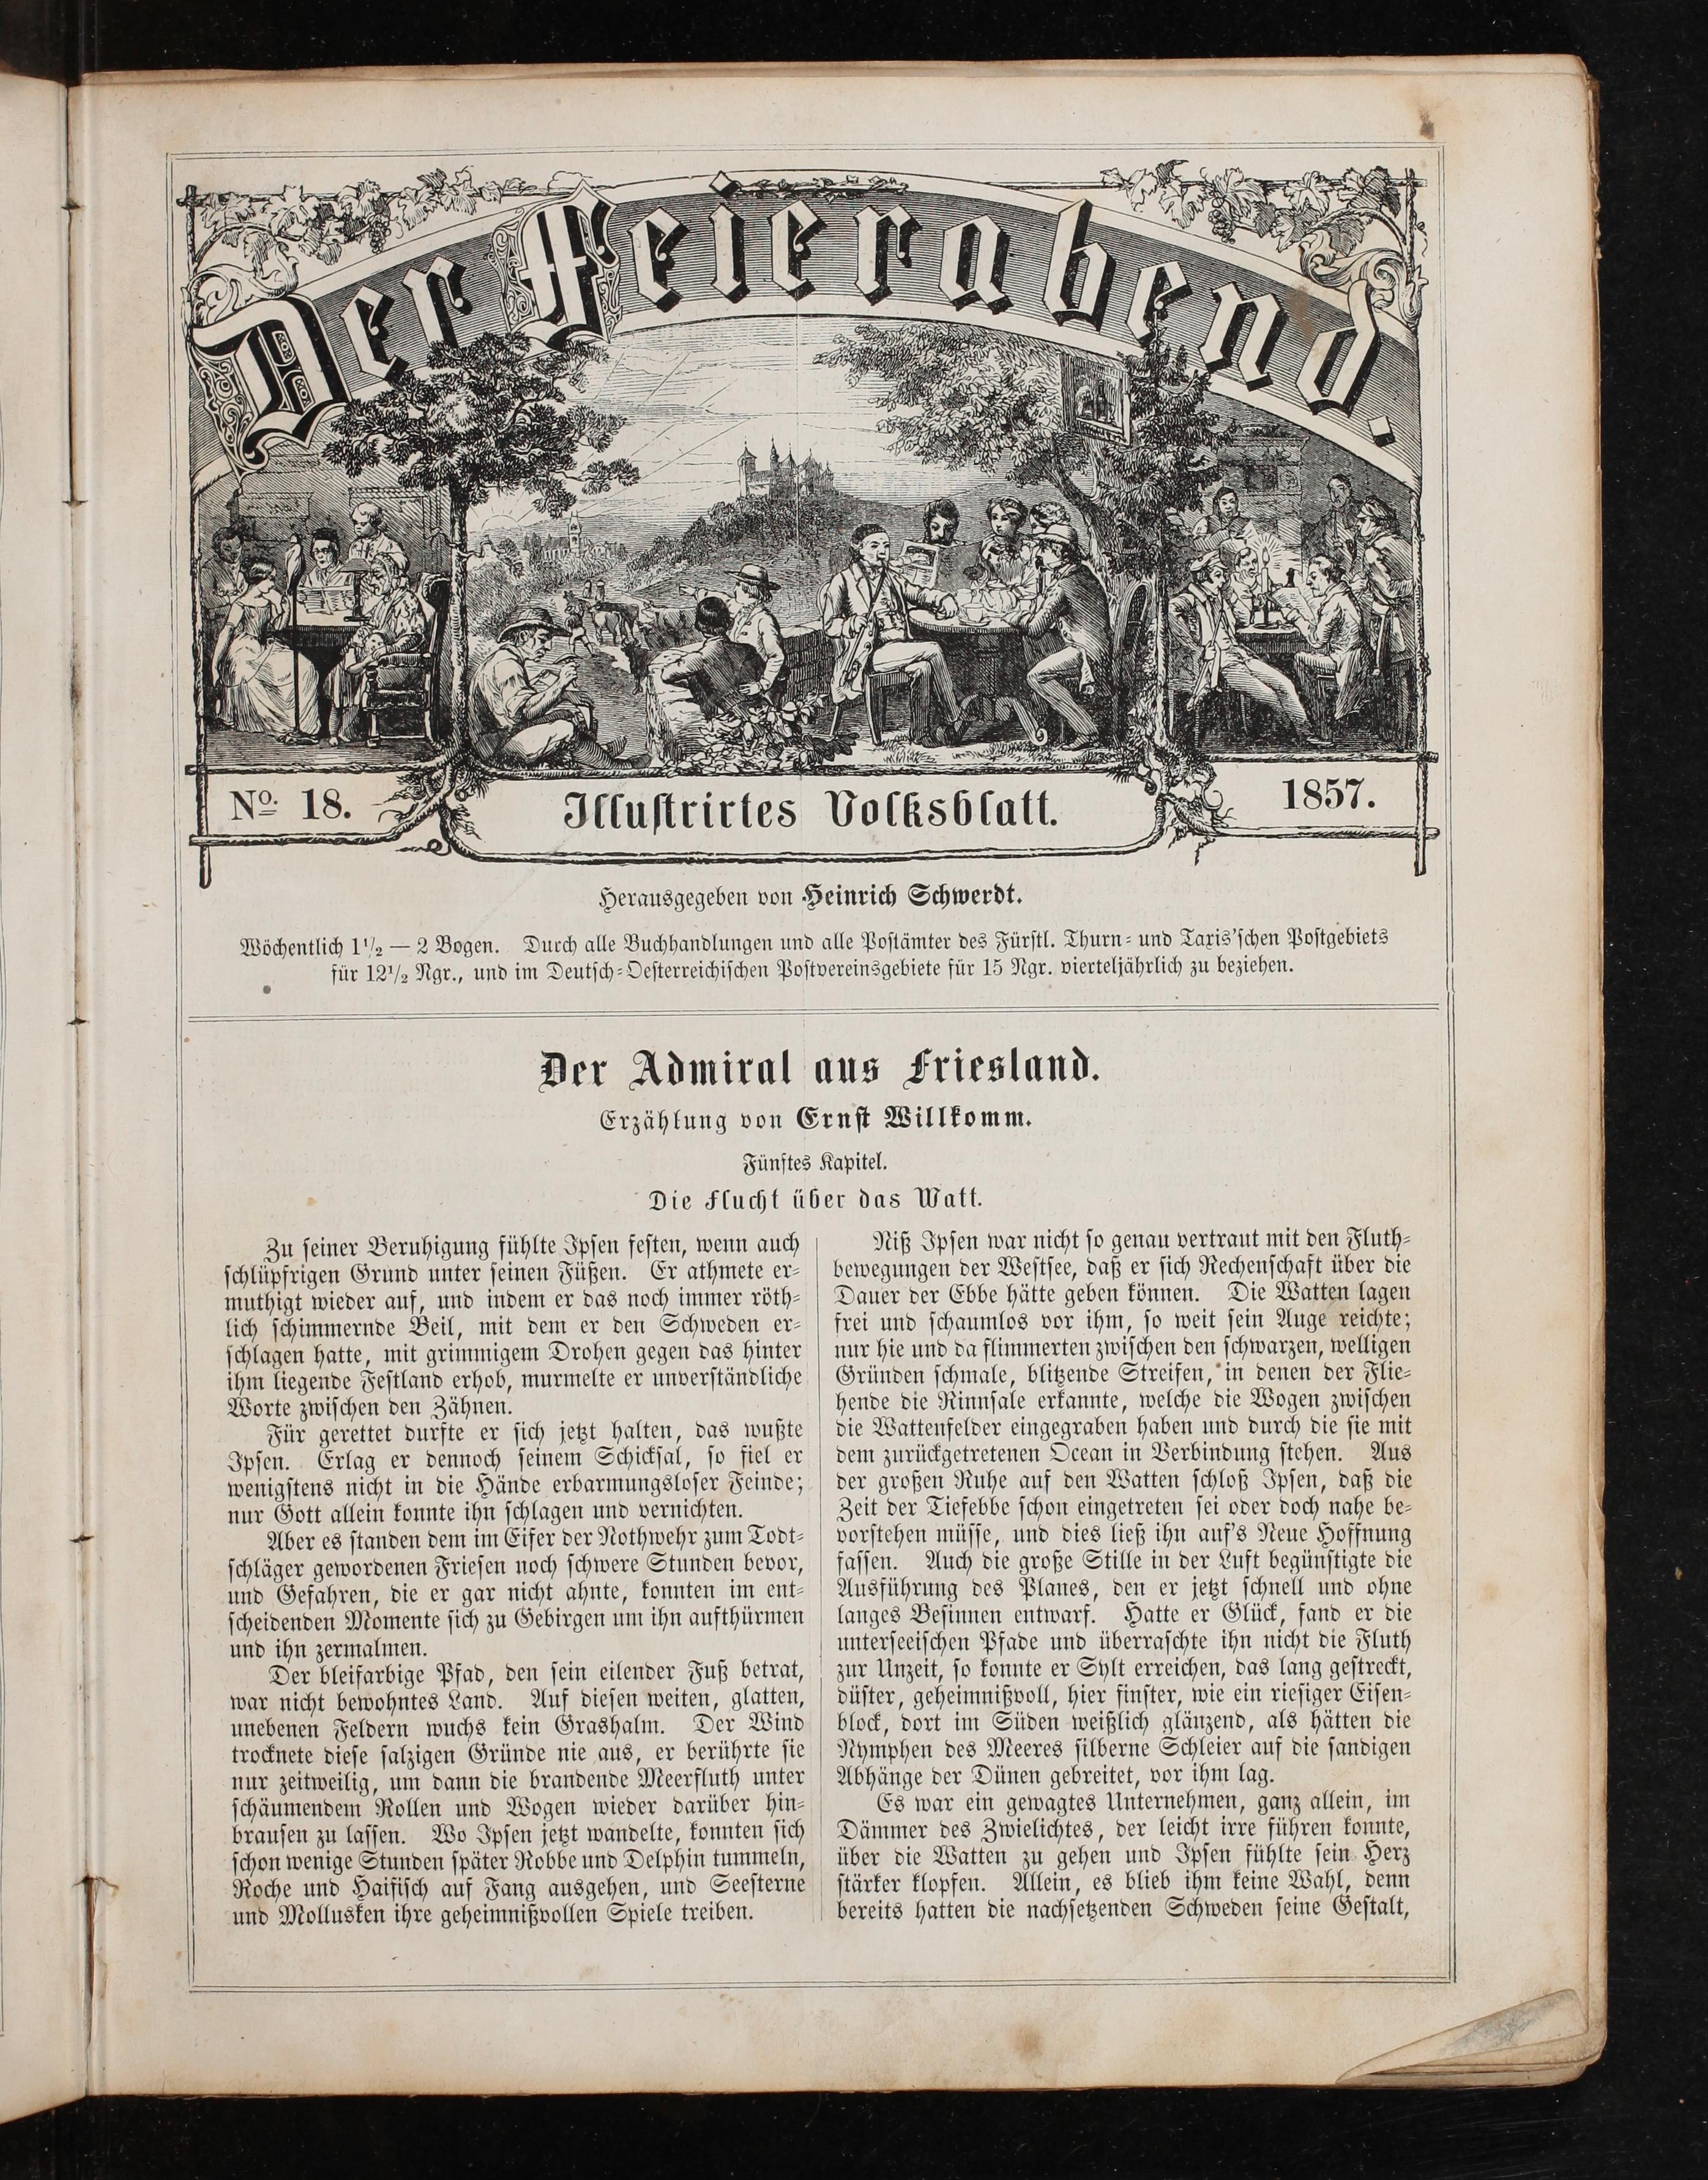 Der Feierabend.
No. 18.
Illustrirtes Volksblatt.
1857.
Herausgegeben von Heinrich Schwerdt.
Wöchentlich 1 1/2 — 2 Bogen. Durch alle Buchhandlungen und alle Postämter des Fürstl. Thurn- und Taxis'schen Postgebiets
für 12 1/2 Ngr., und im Deutsch-Oesterreichischen Postvereinsgebiete für 15 Ngr. vierteljährlich zu beziehen.
Der Admiral aus Friesland.
Erzählung von Ernst Willkomm.
Fünftes Kapitel.
Die Flucht über das Watt.
Zu seiner Beruhigung fühlte Ipsen festen, wenn auch
schlüpfrigen Grund unter seinen Füßen. Er athmete er-
muthigt wieder auf, und indem er das noch immer röth-
lich schimmernde Beil, mit dem er den Schweden er-
schlagen hatte, mit grimmigem Drohen gegen das hinter
ihm liegende Festland erhob, murmelte er unverständliche
Worte zwischen den Zähnen.
Für gerettet durfte er sich jetzt halten, das wußte
Ipsen. Erlag er dennoch seinem Schicksal, so fiel er
wenigstens nicht in die Hände erbarmungsloser Feinde;
nur Gott allein konnte ihn schlagen und vernichten.
Aber es standen dem im Eifer der Nothwehr zum Todt-
schläger gewordenen Friesen noch schwere Stunden bevor,
und Gefahren, die er gar nicht ahnte, konnten im ent-
scheidenden Momente sich zu Gebirgen um ihn aufthürmen
und ihn zermalmen.
Der bleifarbige Pfad, den sein eilender Fuß betrat,
war nicht bewohntes Land. Auf diesen weiten, glatten,
unebenen Feldern wuchs kein Grashalm. Der Wind
trocknete diese salzigen Gründe nie aus, er berührte sie
nur zeitweilig, um dann die brandende Meerfluth unter
schäumendem Rollen und Wogen wieder darüber hin-
brausen zu lassen. Wo Ipsen jetzt wandelte, konnten sich
schon wenige Stunden später Robbe und Delphin tummeln,
Roche und Haifisch auf Fang ausgehen, und Seesterne
und Mollusken ihre geheimnißvollen Spiele treiben.
Niß Ipsen war nicht so genau vertraut mit den Fluth-
bewegungen der Westsee, daß er sich Rechenschaft über die
Dauer der Ebbe hätte geben können. Die Watten lagen
frei und schaumlos vor ihm, so weit sein Auge reichte;
nur hie und da flimmerten zwischen den schwarzen, welligen
Gründen schmale, blitzende Streifen, in denen der Flie-
hende die Rinnsale erkannte, welche die Wogen zwischen
die Wattenfelder eingegraben haben und durch die sie mit
dem zurückgetretenen Ocean in Verbindung stehen. Aus
der großen Ruhe auf den Watten schloß Ipsen, daß die
Zeit der Tiefebbe schon eingetreten sei oder doch nahe be-
vorstehen müsse, und dies ließ ihn auf's Neue Hoffnung
fassen. Auch die große Stille in der Luft begünstigte die
Ausführung des Planes, den er jetzt schnell und ohne
langes Besinnen entwarf. Hatte er Glück, fand er die
unterseeischen Pfade und überraschte ihn nicht die Fluth
zur Unzeit, so konnte er Sylt erreichen, das lang gestreckt,
düster, geheimnißvoll, hier finster, wie ein riesiger Eisen-
block, dort im Süden weißlich glänzend, als hätten die
Nymphen des Meeres silberne Schleier auf die sandigen
Abhänge der Dünen gebreitet, vor ihm lag.
Es war ein gewagtes Unternehmen, ganz allein, im
Dämmer des Zwielichtes, der leicht irre führen konnte,
über die Watten zu gehen und Ipsen fühlte sein Herz
stärker klopfen. Allein, es blieb ihm keine Wahl, denn
bereits hatten die nachsetzenden Schweden seine Gestalt,